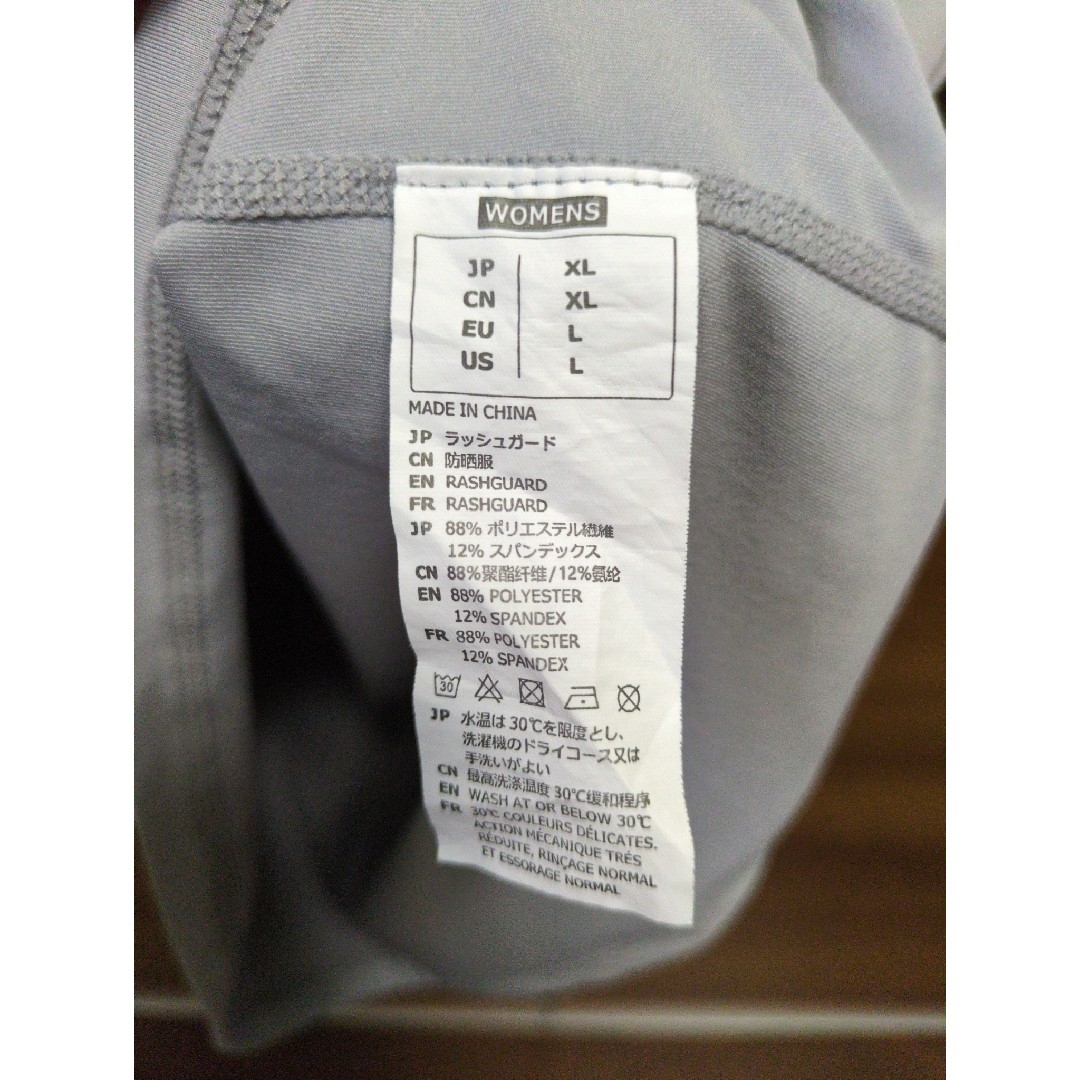 WOMENS
JP XL
CN XL
EU L
US L
MADE IN CHINA
JP ラッシュガード
CN 防晒服
EN RASHGUARD
FR RASHGUARD
JP 88% ポリエステル繊維
12% スパンデックス
CN 88%聚酯纤维/12%氨纶
EN 88% POLYESTER
12% SPANDEX
FR 88% POLYESTER
12% SPANDEX
30
JP 水温は30℃を限度とし、
洗濯機のドライコース又は
手洗いがよい
CN 最高洗涤温度 30℃缓和程序
EN WASH AT OR BELOW 30℃
FR 30℃ COULEURS DÉLICATES.
ACTION MÉCANIQUE TRÉS
RÉDUITE, RINÇAGE NORMAL
ET ESSORAGE NORMAL